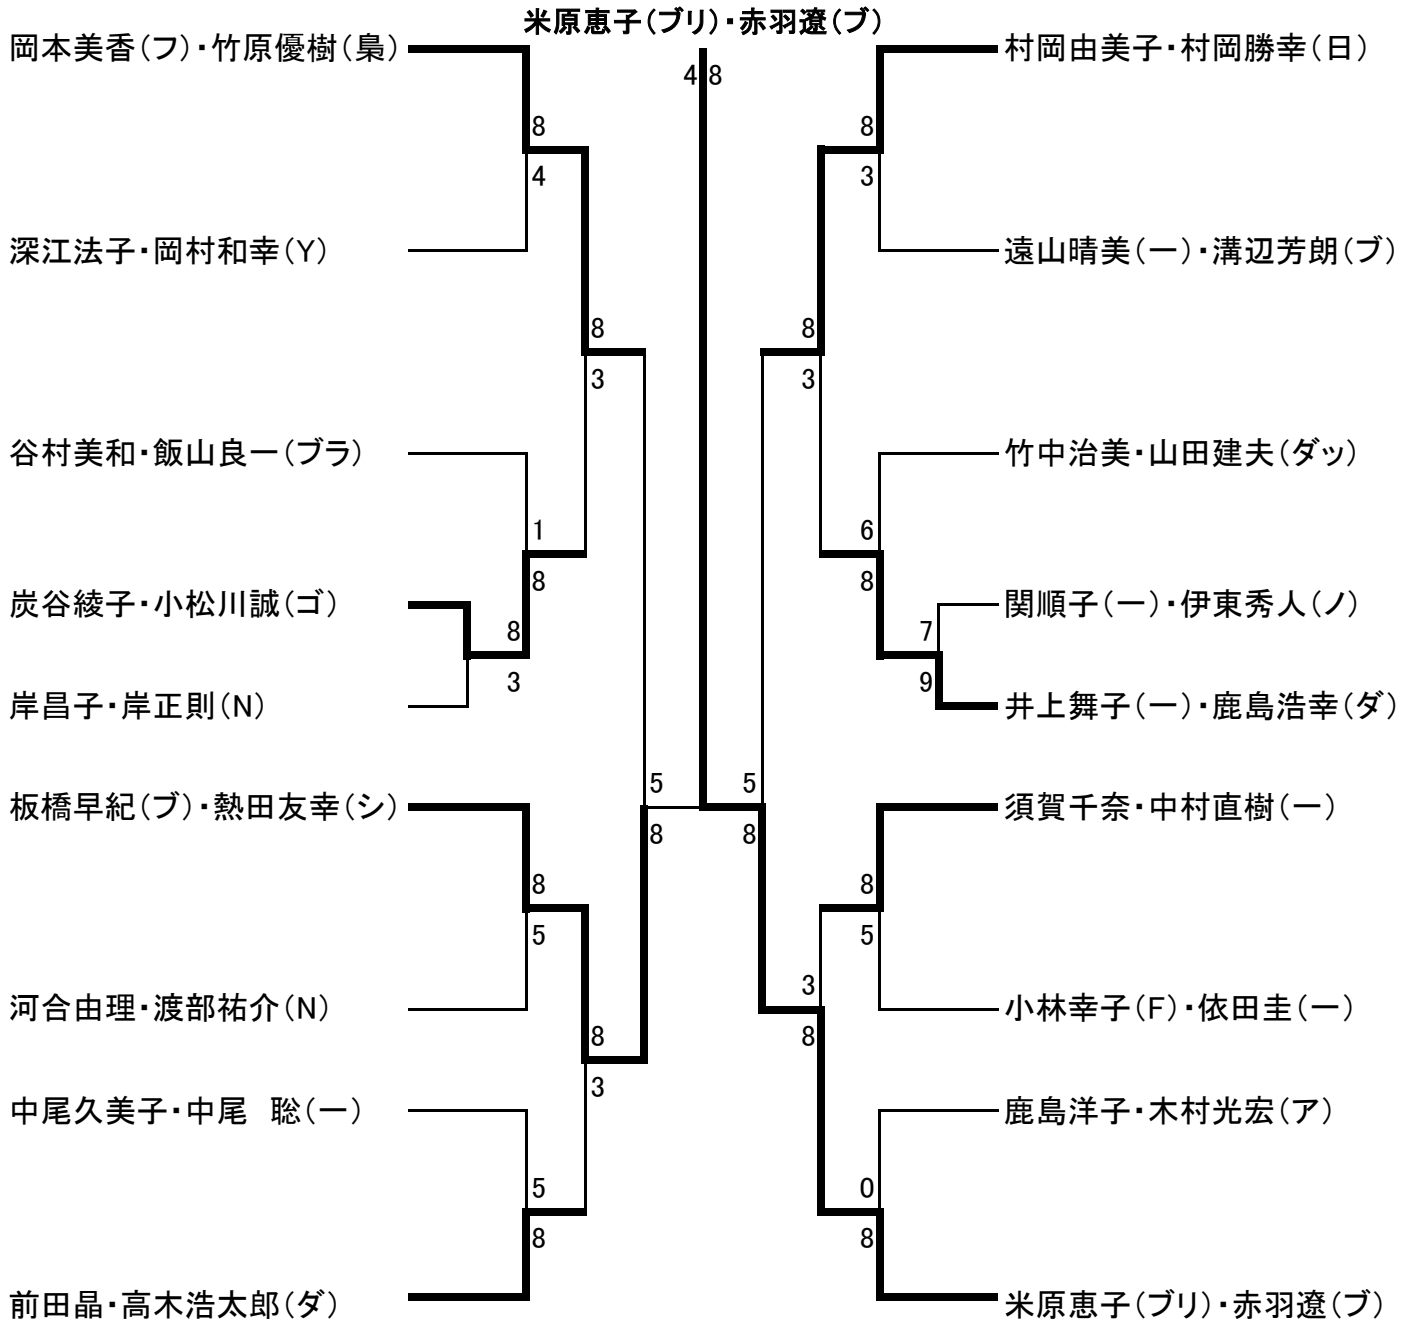 米原恵子(ブリ)・赤羽遼(ブ)
4 8
岡本美香(フ)・竹原優樹(梟)
8
4
深江法子・岡村和幸(Y)
8
3
谷村美和・飯山良一(ブラ)
1
8
炭谷綾子・小松川誠(ゴ)
8
3
岸昌子・岸正則(N)
5
8
板橋早紀(ブ)・熱田友幸(シ)
8
5
河合由理・渡部祐介(N)
8
3
中尾久美子・中尾　聡(一)
5
8
前田晶・高木浩太郎(ダ)
村岡由美子・村岡勝幸(日)
8
3
遠山晴美(一)・溝辺芳朗(ブ)
8
3
竹中治美・山田建夫(ダッ)
6
8
関順子(一)・伊東秀人(ノ)
7
9
井上舞子(一)・鹿島浩幸(ダ)
5
8
須賀千奈・中村直樹(一)
8
5
小林幸子(F)・依田圭(一)
3
8
鹿島洋子・木村光宏(ア)
0
8
米原恵子(ブリ)・赤羽遼(ブ)